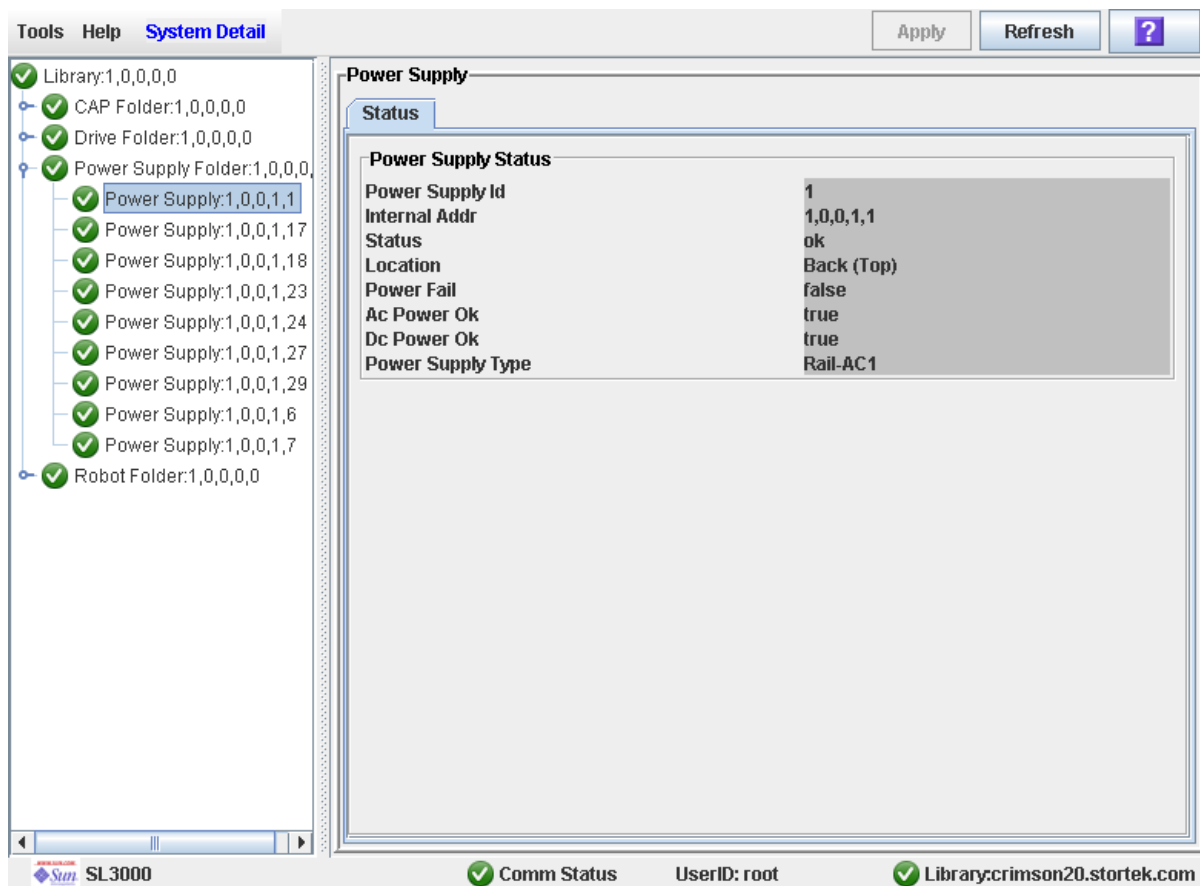 Tools Help System Detail Apply Refresh ?
Library:1,0,0,0,0
CAP Folder:1,0,0,0,0
Drive Folder:1,0,0,0,0
Power Supply Folder:1,0,0,0,
Power Supply:1,0,0,1,1
Power Supply:1,0,0,1,17
Power Supply:1,0,0,1,18
Power Supply:1,0,0,1,23
Power Supply:1,0,0,1,24
Power Supply:1,0,0,1,27
Power Supply:1,0,0,1,29
Power Supply:1,0,0,1,6
Power Supply:1,0,0,1,7
Robot Folder:1,0,0,0,0
Power Supply
Status
Power Supply Status
Power Supply Id 1
Internal Addr 1,0,0,1,1
Status ok
Location Back (Top)
Power Fail false
Ac Power Ok true
Dc Power Ok true
Power Supply Type Rail-AC1
Sun SL3000 Comm Status UserID: root Library:crimson20.stortek.com